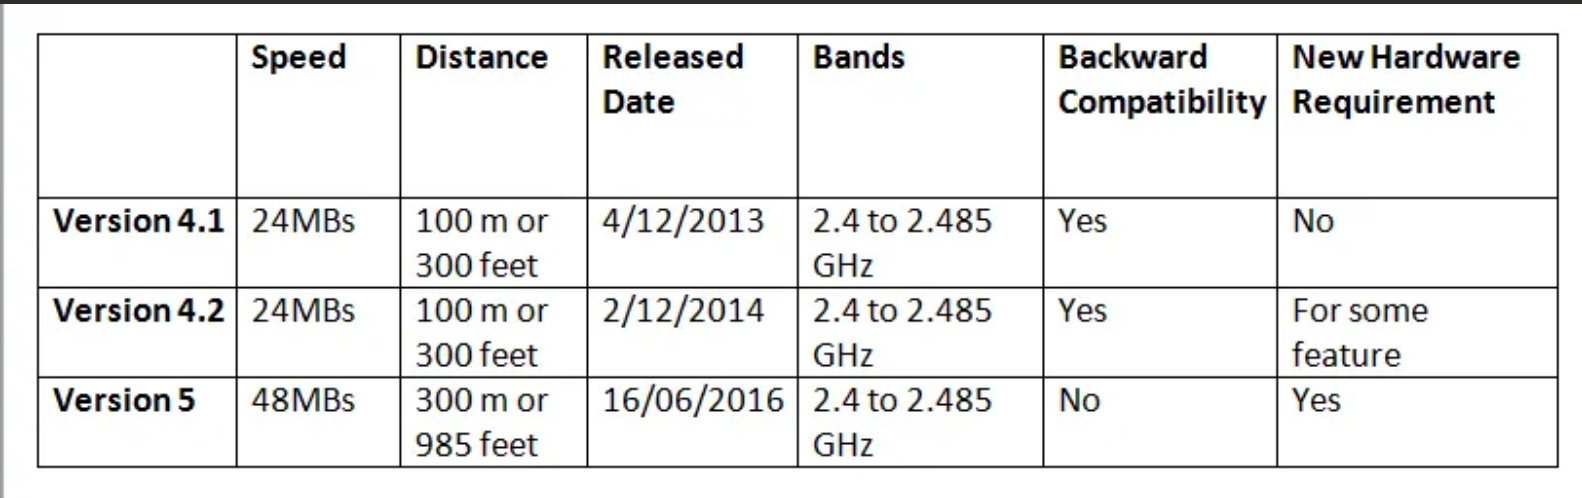 Speed Distance Released Date Bands Backward Compatibility New Hardware Requirement
Version 4.1 24MBs 100 m or 300 feet 4/12/2013 2.4 to 2.485 GHz Yes No
Version 4.2 24MBs 100 m or 300 feet 2/12/2014 2.4 to 2.485 GHz Yes For some feature
Version 5 48MBs 300 m or 985 feet 16/06/2016 2.4 to 2.485 GHz No Yes